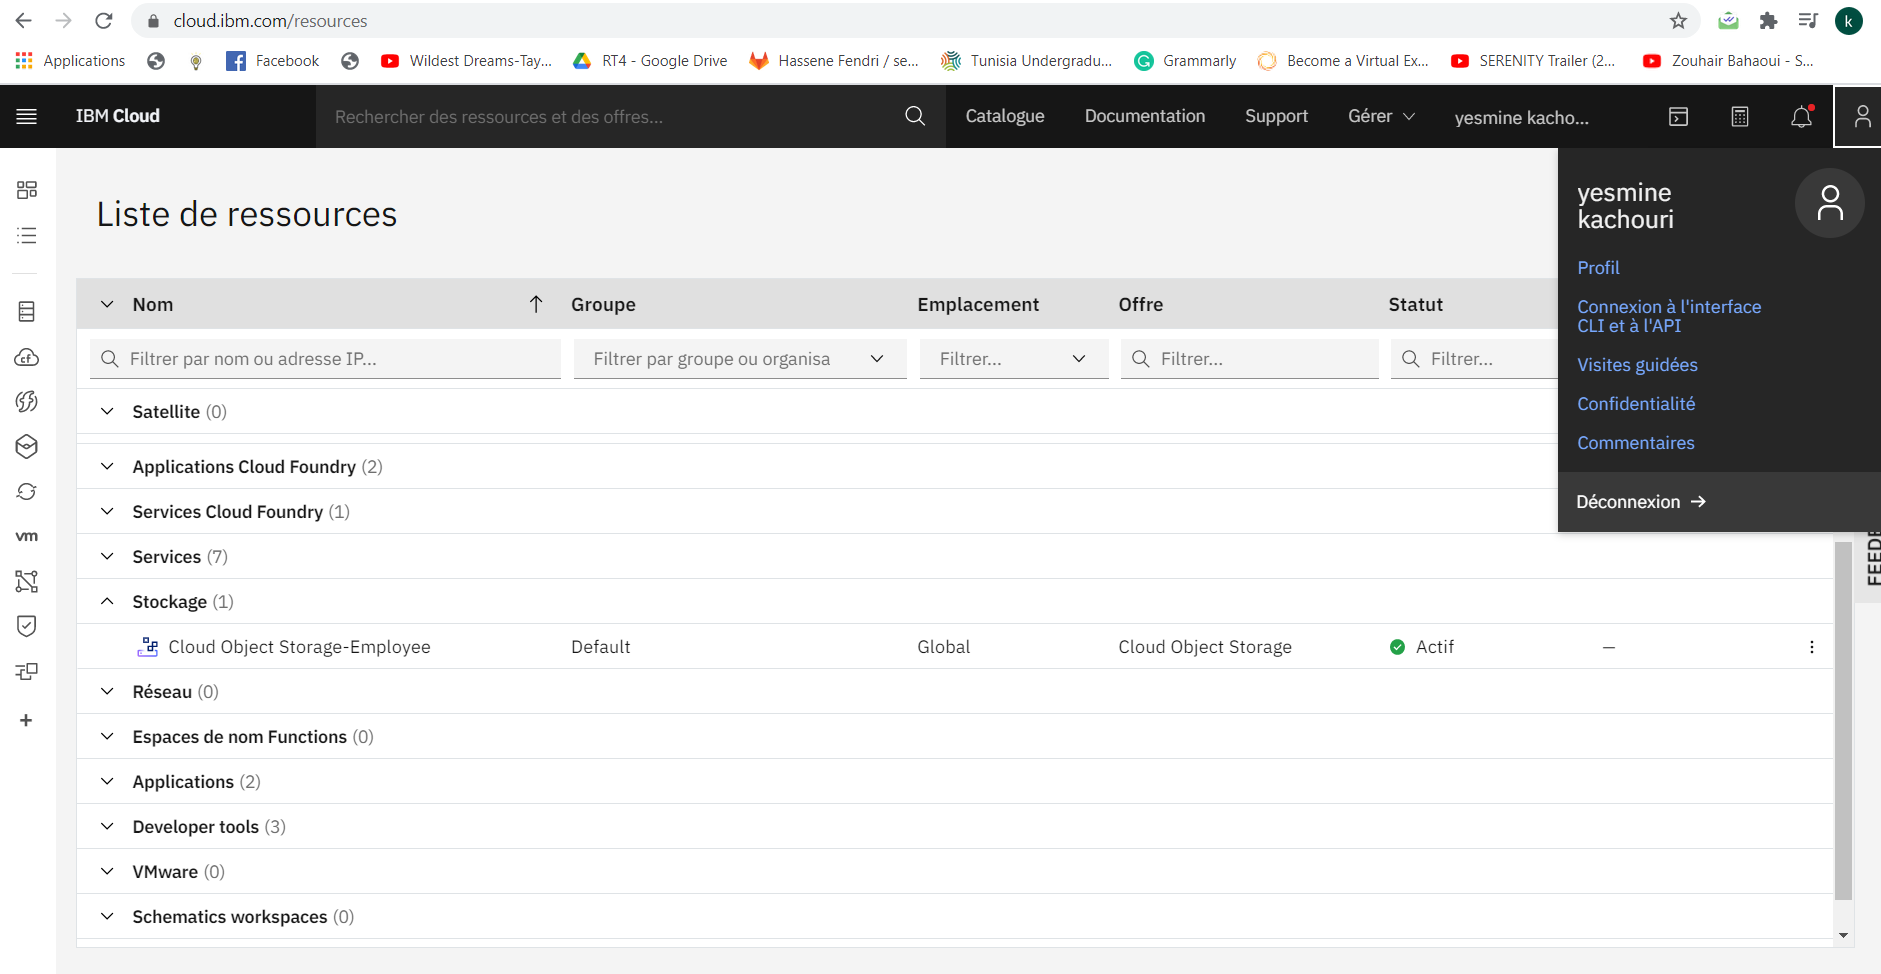 cloud.ibm.com/resources
k
Applications
Facebook
Wildest Dreams-Tay...
RT4 - Google Drive
Hassene Fendri / se...
Tunisia Undergradu...
Grammarly
Become a Virtual Ex...
SERENITY Trailer (2...
Zouhair Bahaoui - S...
IBM Cloud
Rechercher des ressources et des offres...
Catalogue
Documentation
Support
Gérer
yesmine kacho...
yesmine
kachouri
Profil
Connexion à l'interface
CLI et à l'API
Visites guidées
Confidentialité
Commentaires
Déconnexion
Liste de ressources
Nom
Groupe
Emplacement
Offre
Statut
Filtrer par nom ou adresse IP...
Filtrer par groupe ou organisa
Filtrer...
Filtrer...
Filtrer...
Satellite (0)
Applications Cloud Foundry (2)
Services Cloud Foundry (1)
Services (7)
Stockage (1)
Cloud Object Storage-Employee
Default
Global
Cloud Object Storage
Actif
—
Réseau (0)
Espaces de nom Functions (0)
Applications (2)
Developer tools (3)
VMware (0)
Schematics workspaces (0)
cf
vm